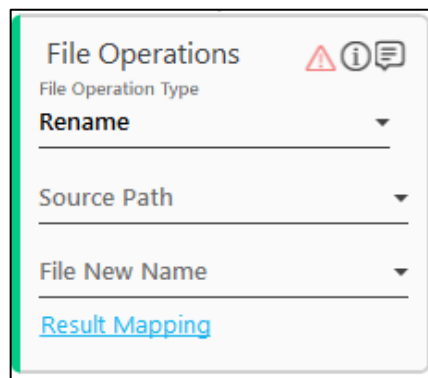 File Operations
File Operation Type
Rename
Source Path
File New Name
Result Mapping